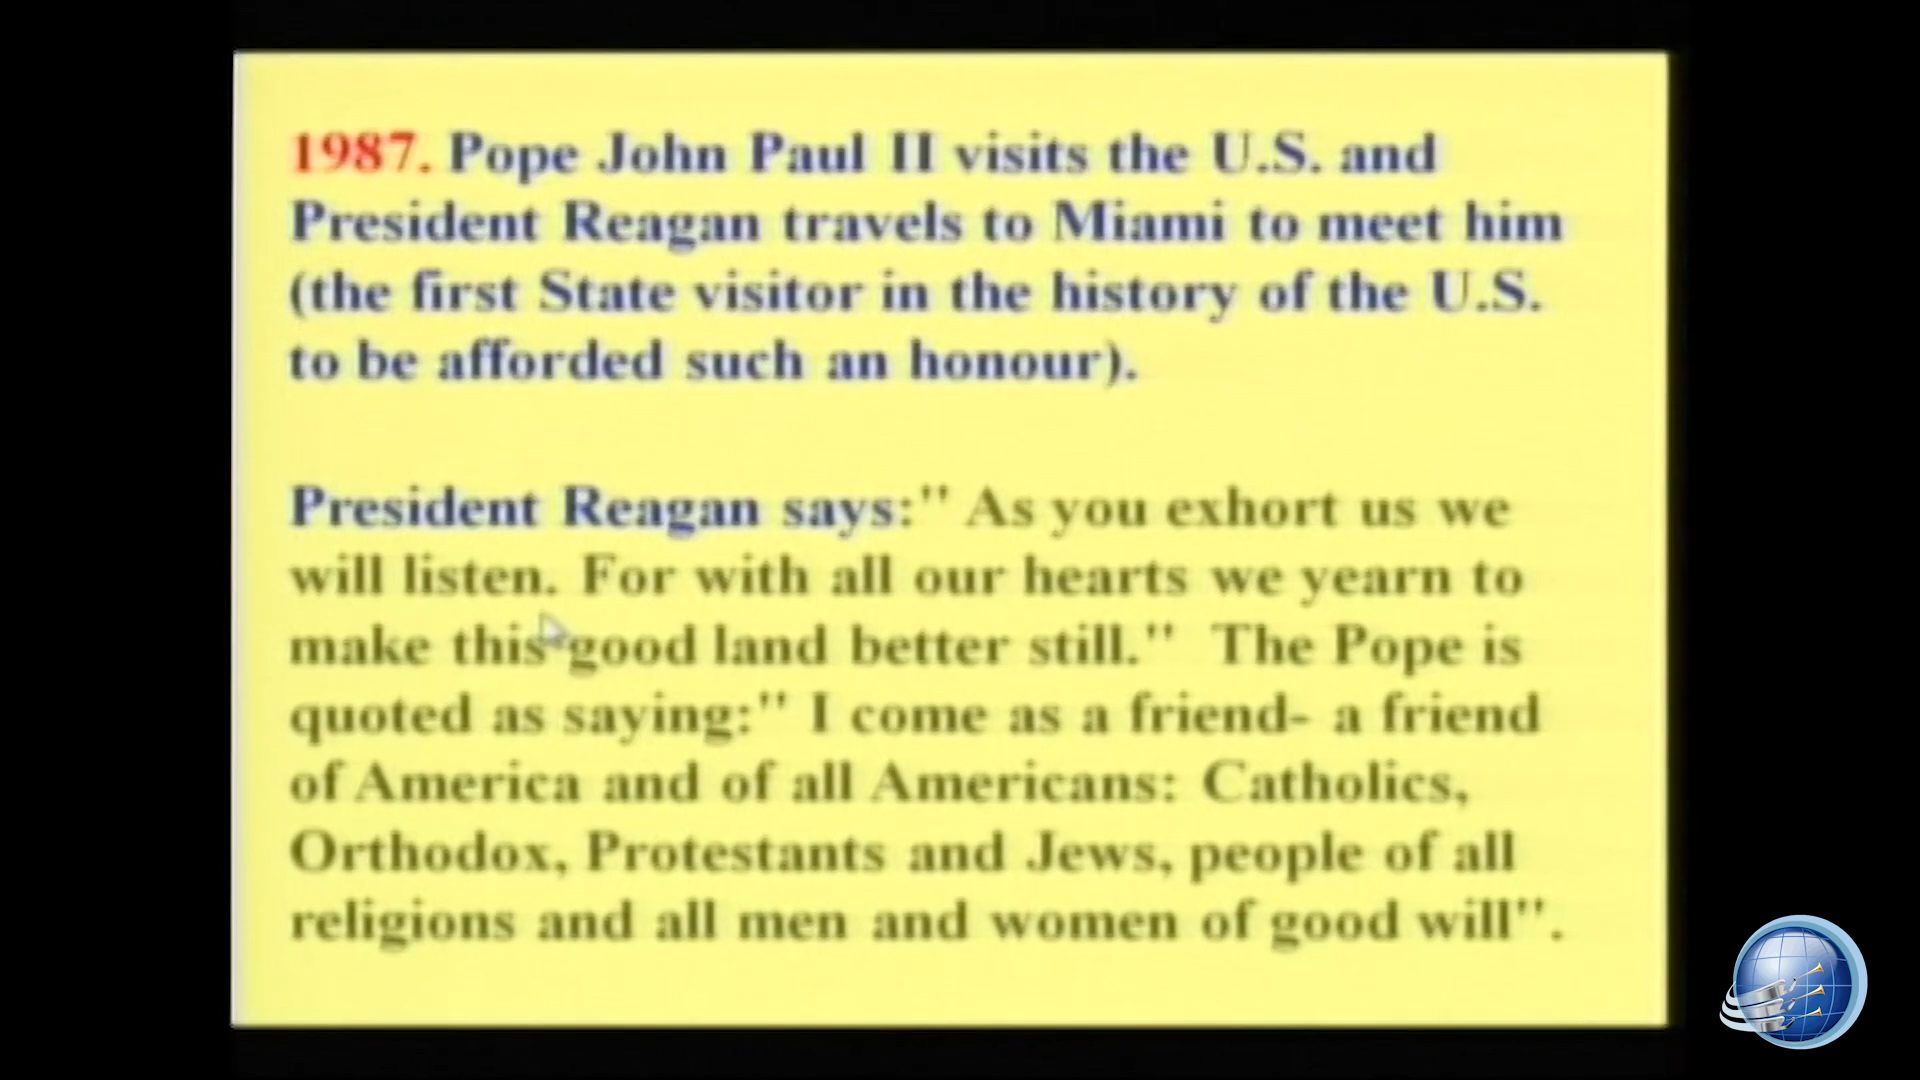 1987. Pope John Paul II visits the U.S. and
President Reagan travels to Miami to meet him
(the first State visitor in the history of the U.S.
to be afforded such an honour).
President Reagan says:" As you exhort us we
will listen. For with all our hearts we yearn to
make this good land better still." The Pope is
quoted as saying:" I come as a friend- a friend
of America and of all Americans: Catholics,
Orthodox, Protestants and Jews, people of all
religions and all men and women of good will".